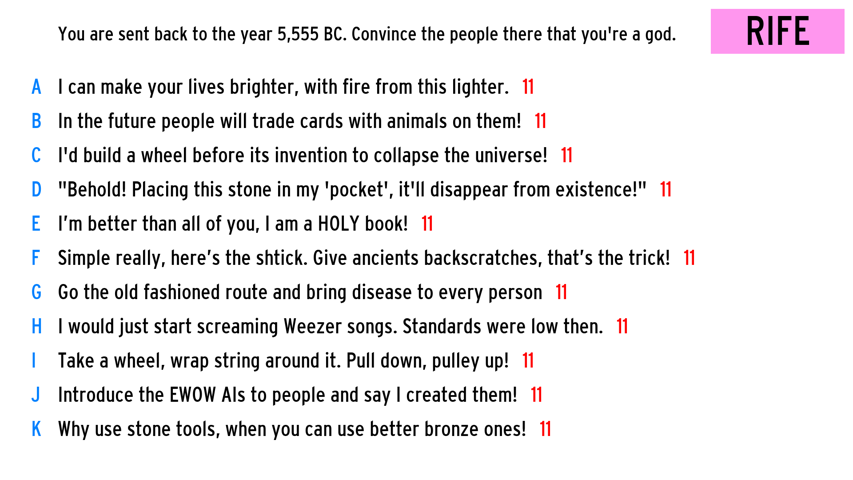 You are sent back to the year 5,555 BC. Convince the people there that you're a god.
RIFE
A I can make your lives brighter, with fire from this lighter. 11
B In the future people will trade cards with animals on them! 11
C I'd build a wheel before its invention to collapse the universe! 11
D "Behold! Placing this stone in my 'pocket', it'll disappear from existence!" 11
E I’m better than all of you, I am a HOLY book! 11
F Simple really, here’s the shtick. Give ancients backscratches, that’s the trick! 11
G Go the old fashioned route and bring disease to every person 11
H I would just start screaming Weezer songs. Standards were low then. 11
I Take a wheel, wrap string around it. Pull down, pulley up! 11
J Introduce the EWOW AIs to people and say I created them! 11
K Why use stone tools, when you can use better bronze ones! 11